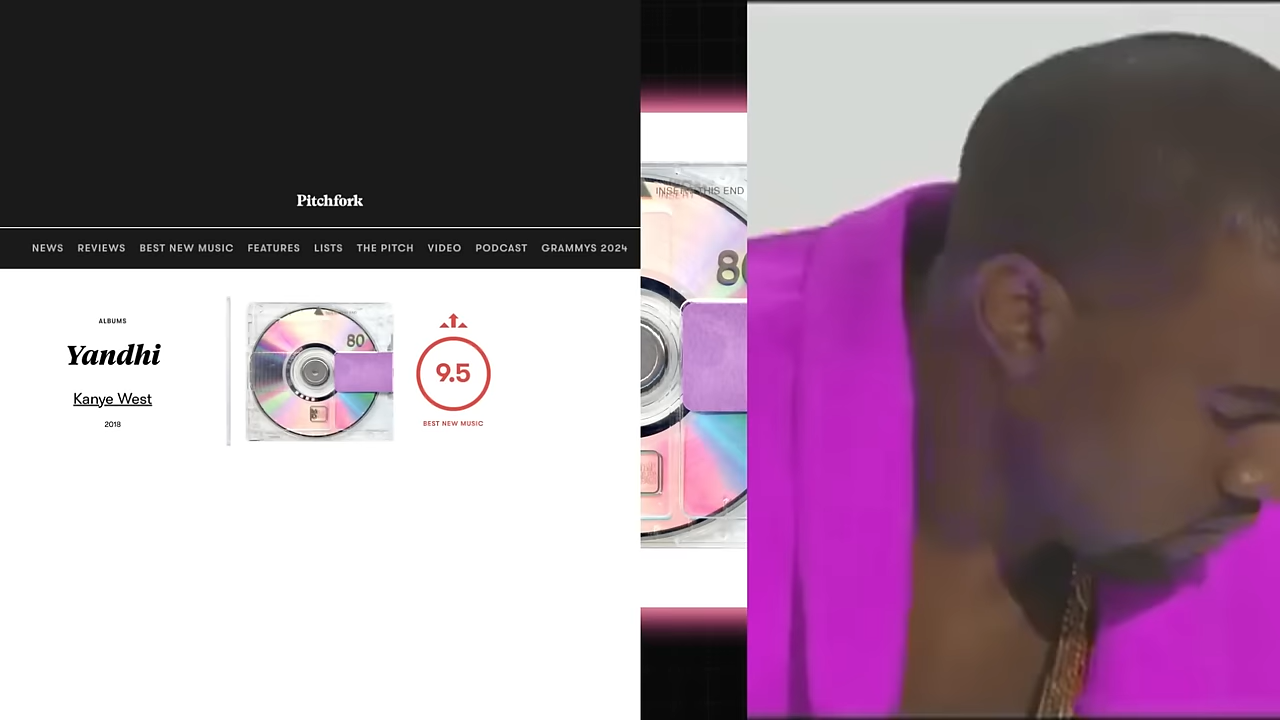 Pitchfork
NEWS REVIEWS BEST NEW MUSIC FEATURES LISTS THE PITCH VIDEO PODCAST GRAMMYS 2024
ALBUMS
Yandhi
Kanye West
2018
80
9.5
BEST NEW MUSIC
INSERT THIS END
80